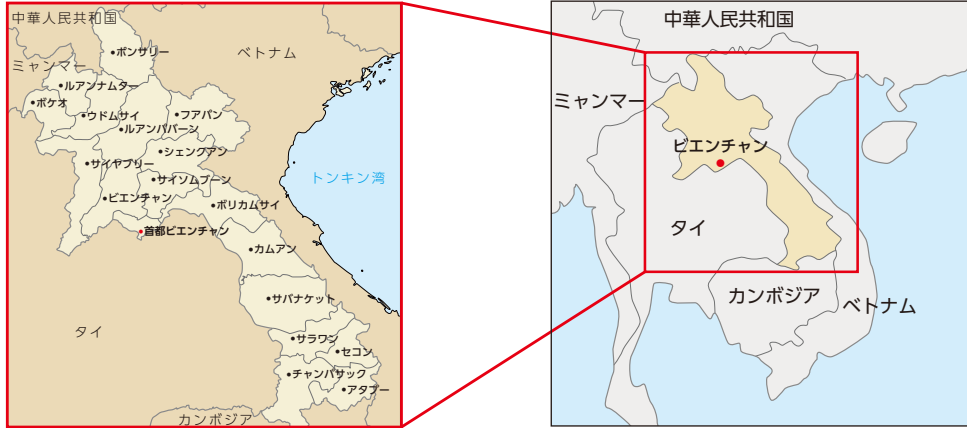 中華人民共和国
ポンサリー
ベトナム
ミャンマー
ルアンナムター
ボケオ
ウドムサイ
フアパン
ルアンパバーン
シェンクアン
サイヤブリー
サイソムブーン
トンキン湾
ビエンチャン
ボリカムサイ
首都ビエンチャン
カムアン
サバナケット
タイ
サラワン
セコン
チャンパサック
アタプー
カンボジア
中華人民共和国
ミャンマー
ビエンチャン
タイ
カンボジア
ベトナム